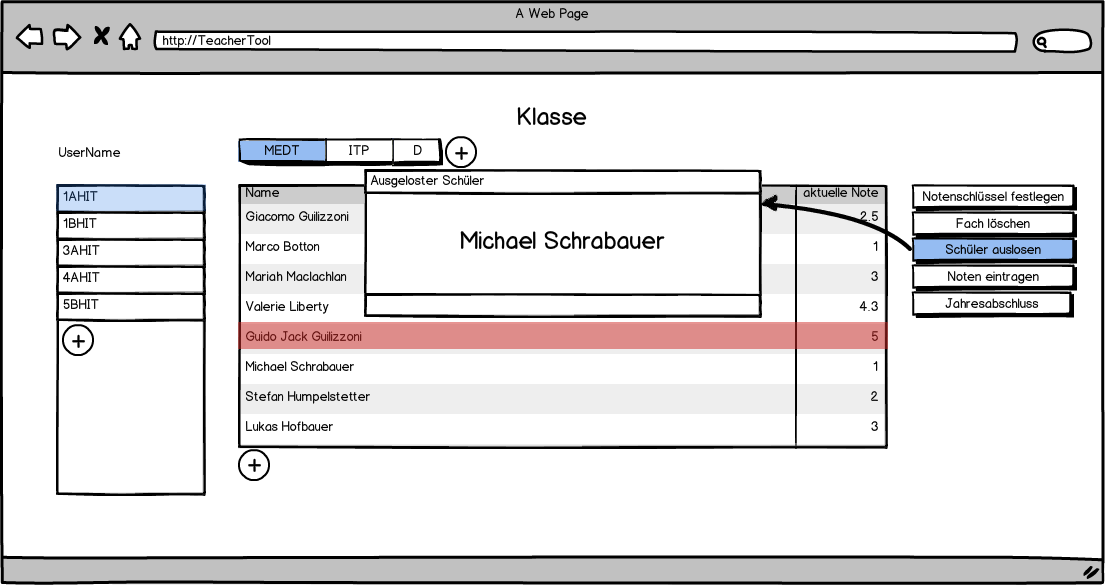 A Web Page
http://TeacherTool
Klasse
UserName
MEDT ITP D
1AHIT
1BHIT
3AHIT
4AHIT
5BHIT
Name aktuelle Note
Giacomo Guilizzoni 2.5
Marco Botton 1
Mariah Maclachlan 3
Valerie Liberty 4.3
Guido Jack Guilizzoni 5
Michael Schrabauer 1
Stefan Humpelstetter 2
Lukas Hofbauer 3
Ausgeloster Schüler
Michael Schrabauer
Notenschlüssel festlegen
Fach löschen
Schüler auslosen
Noten eintragen
Jahresabschluss